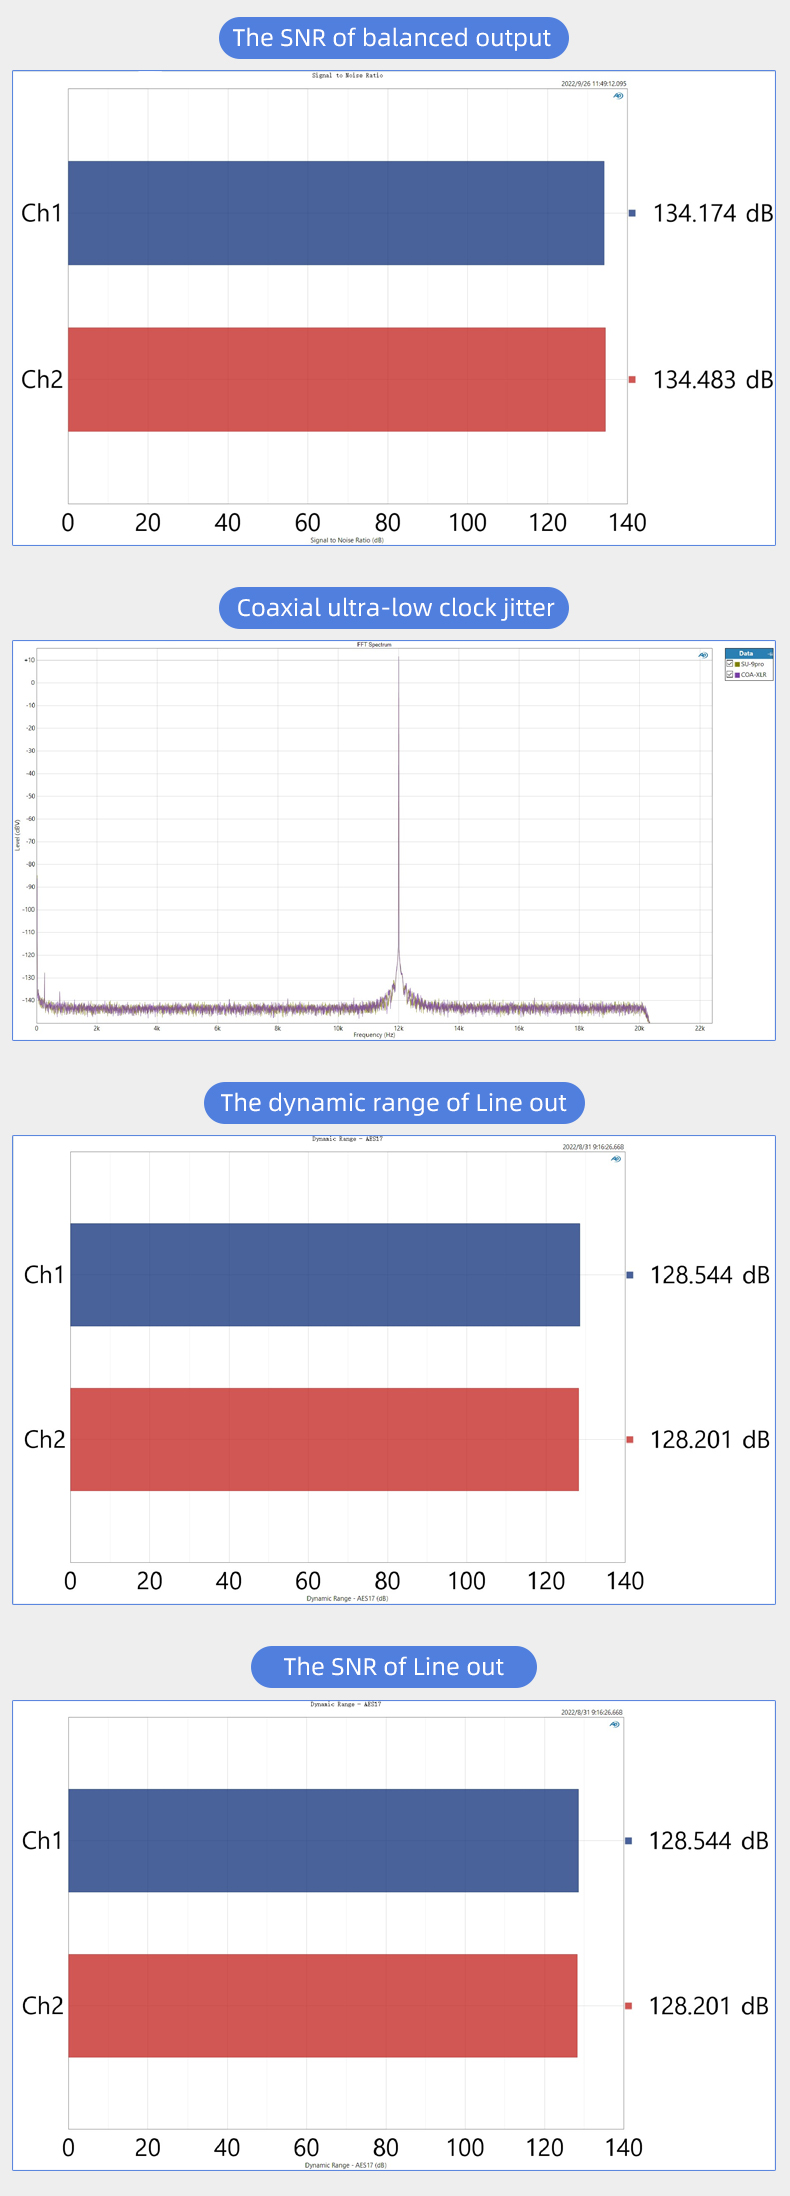 The SNR of balanced output
Signal to Noise Ratio
2022/9/26 11:49:12.095
Ch1
134.174 dB
Ch2
134.483 dB
0 20 40 60 80 100 120 140
Signal to Noise Ratio (dB)
Coaxial ultra-low clock jitter
FFT Spectrum
Data
SU-9pro
COA-XLR
+10
0
-10
-20
-30
-40
-50
-60
-70
-80
-90
-100
-110
-120
-130
-140
Level (dBV)
0 2k 4k 6k 8k 10k 12k 14k 16k 18k 20k 22k
Frequency (Hz)
The dynamic range of Line out
Dynamic Range - AES17
2022/8/31 9:16:26.668
Ch1
128.544 dB
Ch2
128.201 dB
0 20 40 60 80 100 120 140
Dynamic Range - AES17 (dB)
The SNR of Line out
Dynamic Range - AES17
2022/8/31 9:16:26.668
Ch1
128.544 dB
Ch2
128.201 dB
0 20 40 60 80 100 120 140
Dynamic Range - AES17 (dB)